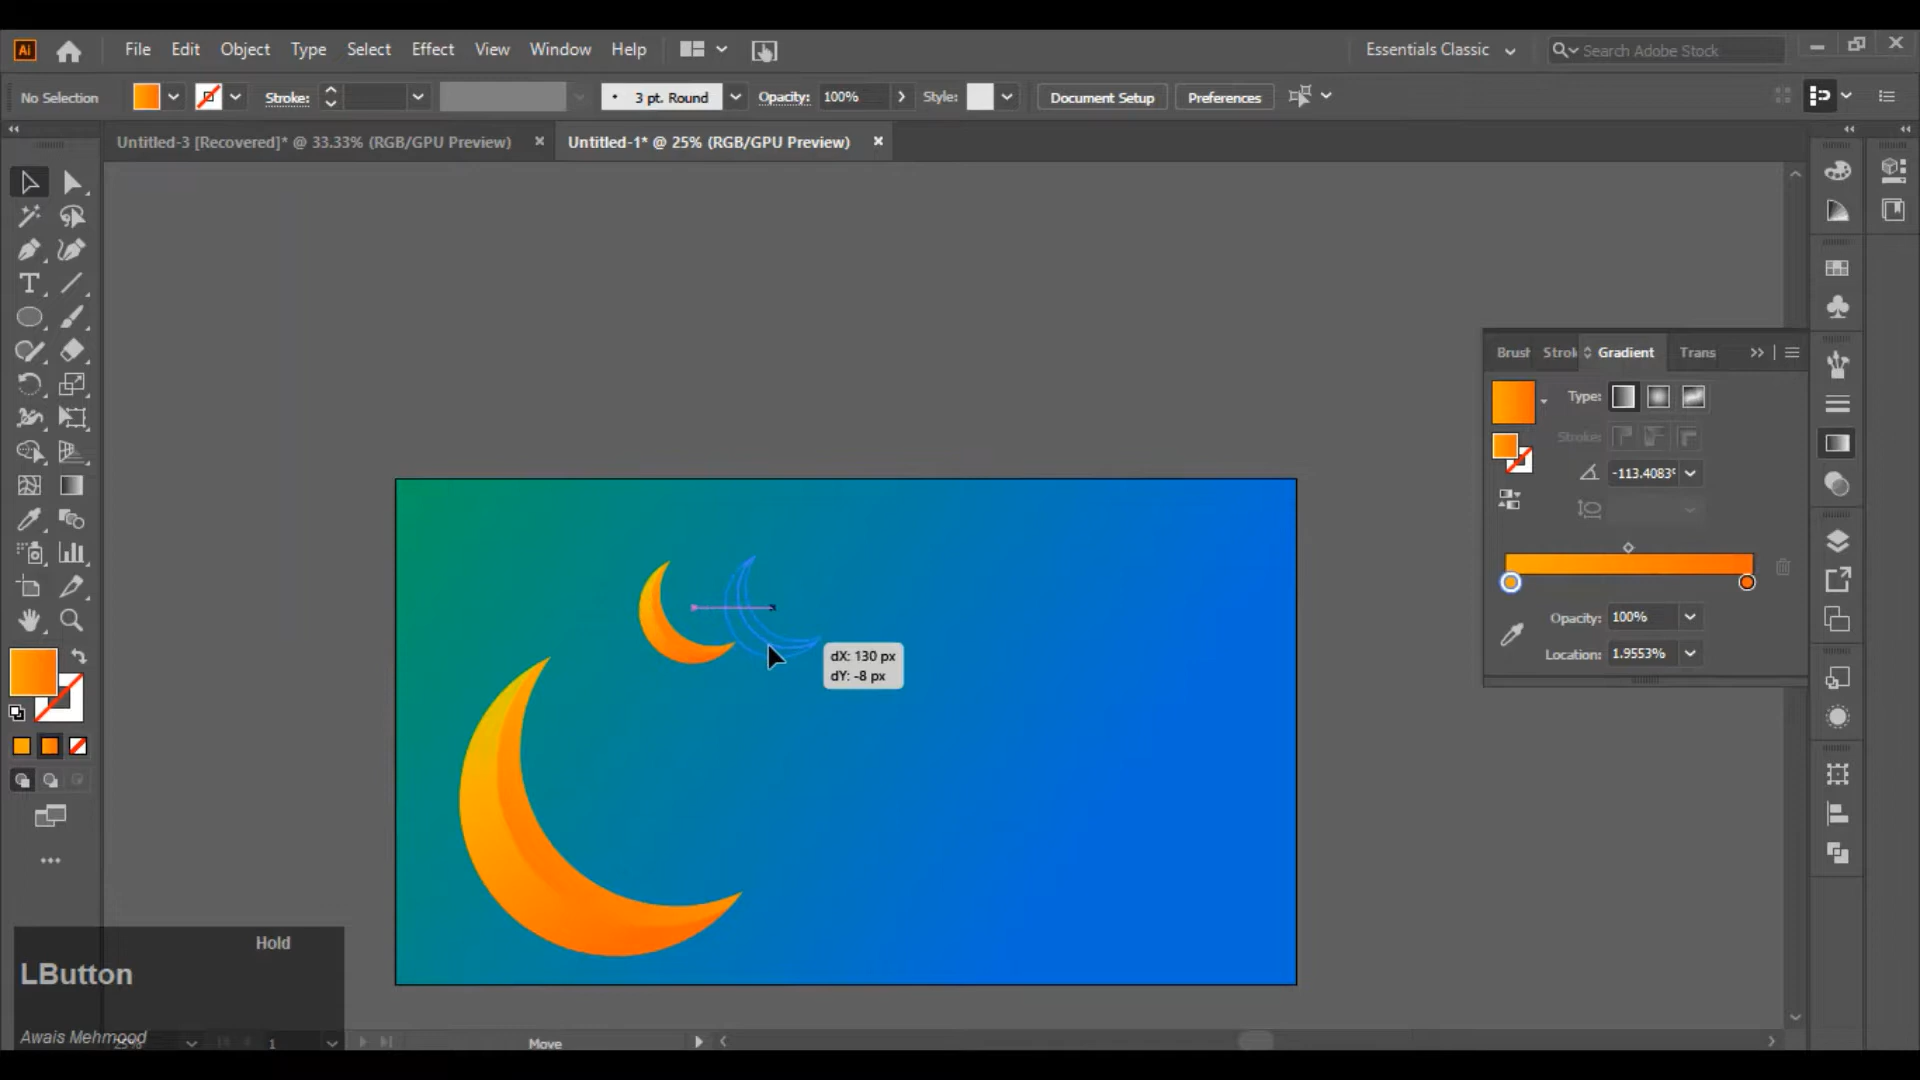 Ai File Edit Object Type Select Effect View Window Help Essentials Classic Search Adobe Stock
No Selection Stroke: 3 pt. Round Opacity: 100% Style: Document Setup Preferences
Untitled-3 [Recovered]* @ 33.33% (RGB/GPU Preview) Untitled-1* @ 25% (RGB/GPU Preview)
Brush Strok Gradient Trans
Type:
Stroke:
-113.4083°
dX: 130 px
dY: -8 px
Opacity: 100%
Location: 1.9553%
Hold
LButton
Awais Mehmood
25% 1 Move